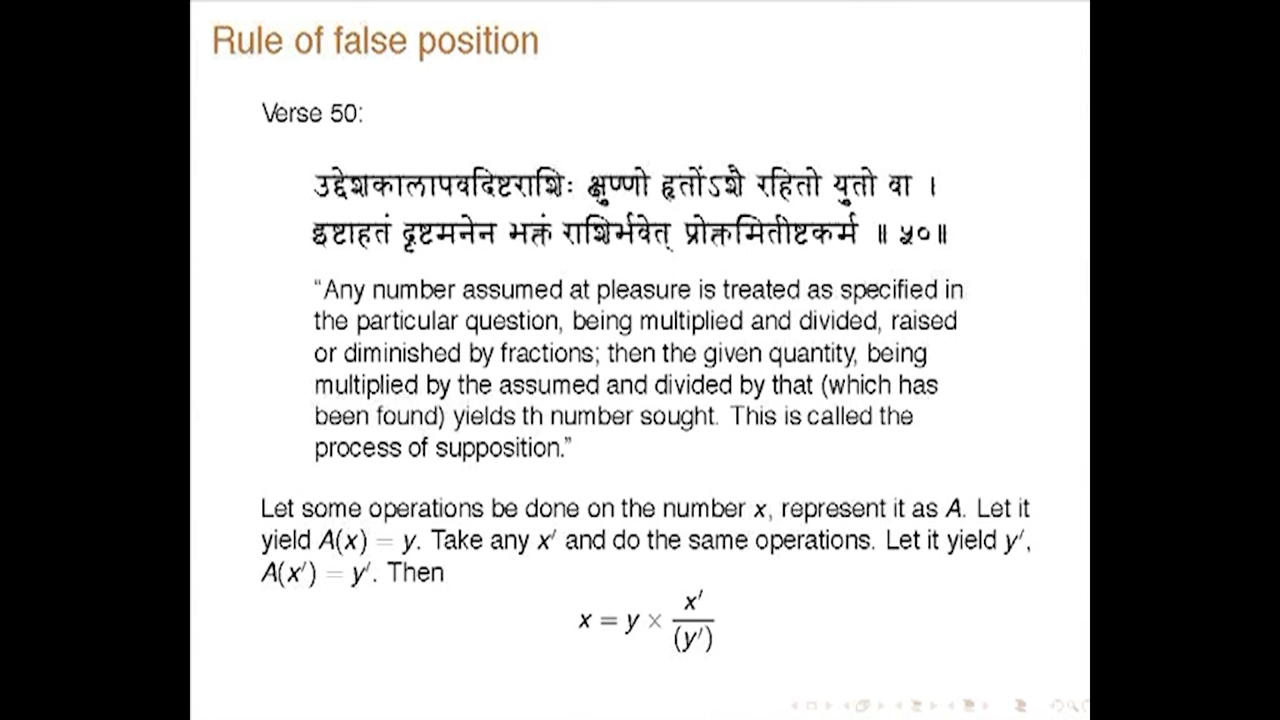 Rule of false position
Verse 50:
उद्देशकालापवदिष्टराशिः क्षुण्णो हृतोंऽशै रहितो युतो वा ।
इष्टाहतं दृष्टमनेन भक्तं राशिर्भवेत् प्रोक्तमितीष्टकर्म ॥ ५०॥
“Any number assumed at pleasure is treated as specified in
the particular question, being multiplied and divided, raised
or diminished by fractions; then the given quantity, being
multiplied by the assumed and divided by that (which has
been found) yields th number sought. This is called the
process of supposition.”
Let some operations be done on the number x, represent it as A. Let it
yield A(x) = y. Take any x′ and do the same operations. Let it yield y′,
A(x′) = y′. Then
x = y × x′/(y′)